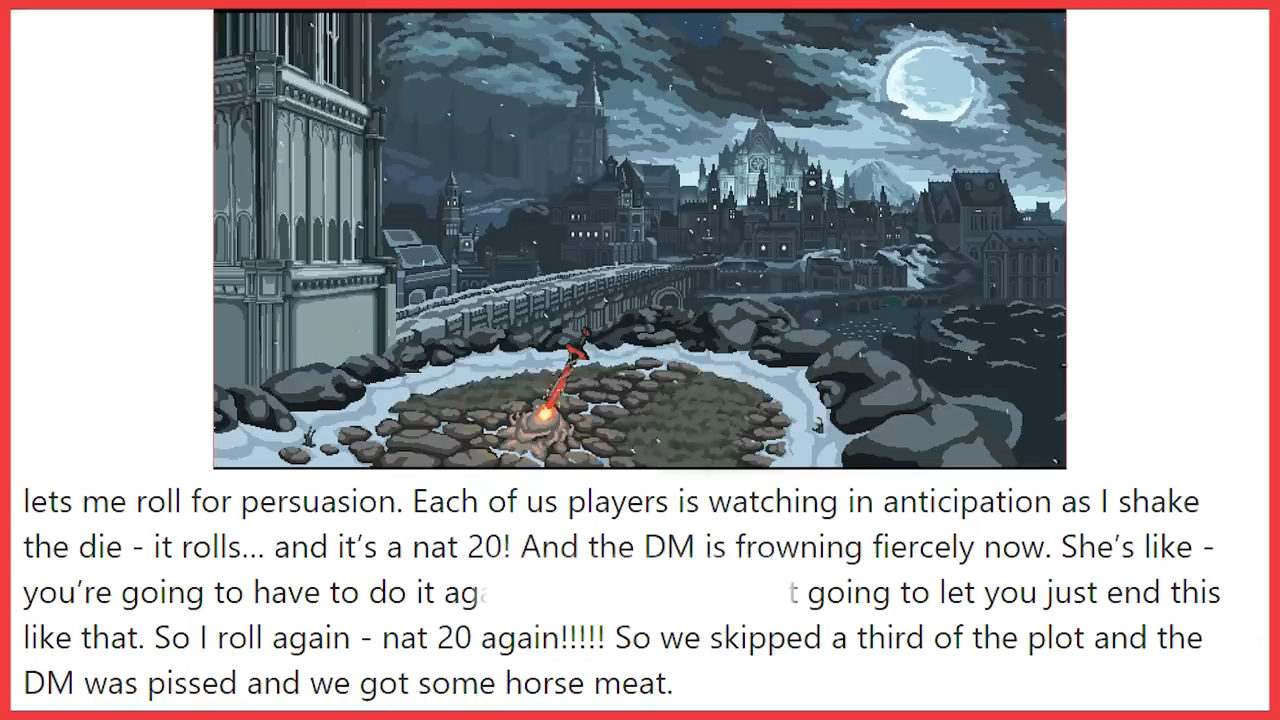 lets me roll for persuasion. Each of us players is watching in anticipation as I shake
the die - it rolls... and it’s a nat 20! And the DM is frowning fiercely now. She’s like -
you’re going to have to do it going to let you just end this
like that. So I roll again - nat 20 again!!!!! So we skipped a third of the plot and the
DM was pissed and we got some horse meat.